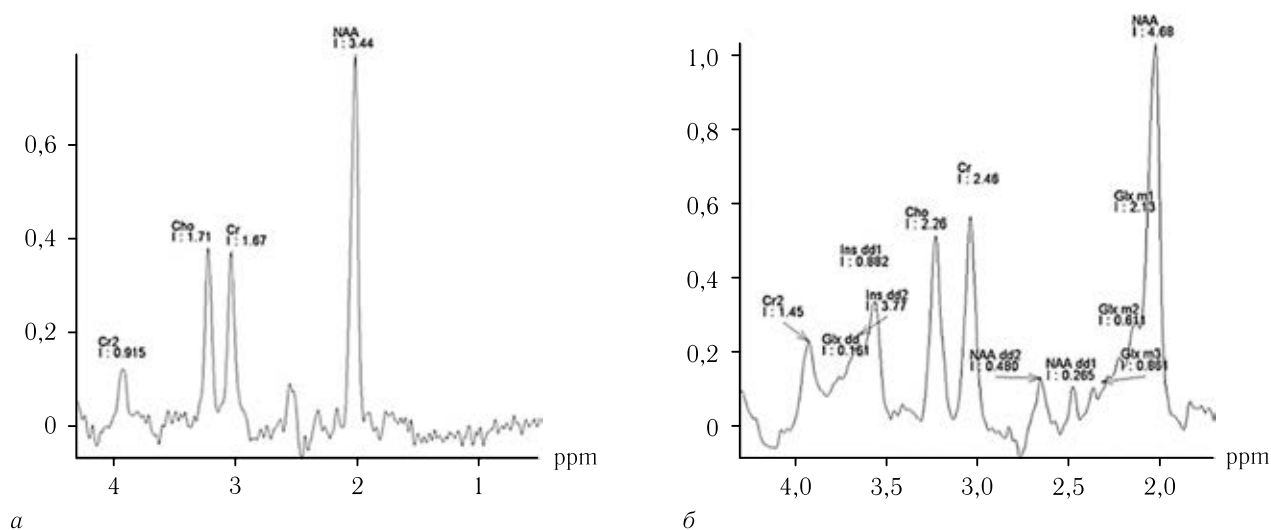 а
NAA
I : 3.44
0,6
0,4
0,2
0
Cho
I : 1.71
Cr
I : 1.67
Cr2
I : 0.915
4
3
2
1
ppm
б
NAA
I : 4.68
1,0
0,8
0,6
0,4
0,2
0
Cr
I : 2.46
Glx m1
I : 2.13
Cho
I : 2.26
Ins dd1
I : 0.882
Ins dd2
I : 3.77
Cr2
I : 1.45
Glx dd
I : 0.161
Glx m2
I : 0.611
NAA dd2
I : 0.480
NAA dd1
I : 0.265
Glx m3
I : 0.861
4,0
3,5
3,0
2,5
2,0
ppm